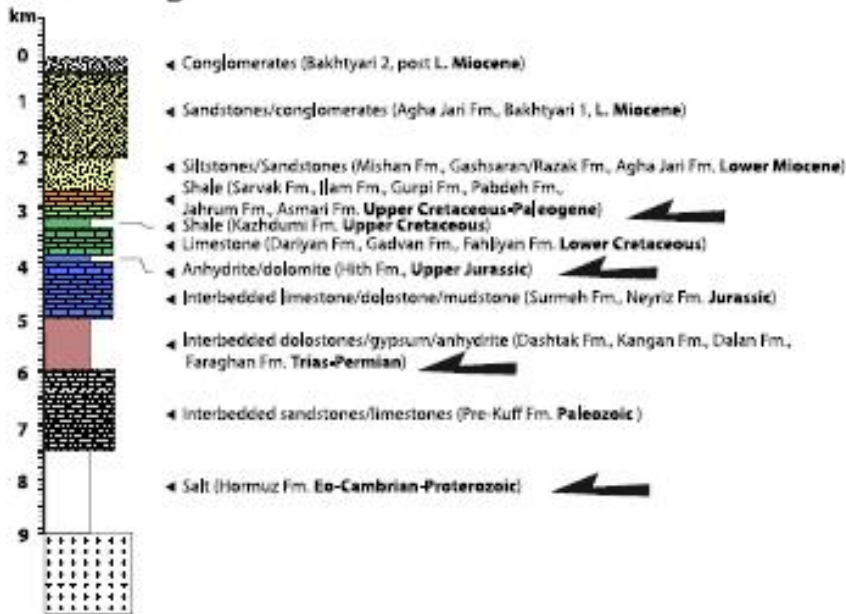 km
0
Conglomerates (Bakhtyari 2, post L. Miocene)
1
Sandstones/conglomerates (Agha Jari Fm., Bakhtyari 1, L. Miocene)
2
Siltstones/Sandstones (Mishan Fm., Gashsaran/Razak Fm., Agha Jari Fm. Lower Miocene)
Shale (Sarvak Fm., Ilam Fm., Gurpi Fm., Pabdeh Fm.,
Jahrum Fm., Asmari Fm. Upper Cretaceous-Paleogene)
3
Shale (Kazhdumi Fm. Upper Cretaceous)
Limestone (Dariyan Fm., Gadvan Fm., Fahliyan Fm. Lower Cretaceous)
4
Anhydrite/dolomite (Hith Fm., Upper Jurassic)
Interbedded limestone/dolostone/mudstone (Surmeh Fm., Neyriz Fm. Jurassic)
5
Interbedded dolostones/gypsum/anhydrite (Dashtak Fm., Kangan Fm., Dalan Fm.,
Faraghan Fm. Trias-Permian)
6
Interbedded sandstones/limestones (Pre-Kuff Fm. Paleozoic )
7
8
Salt (Hormuz Fm. Eo-Cambrian-Proterozoic)
9